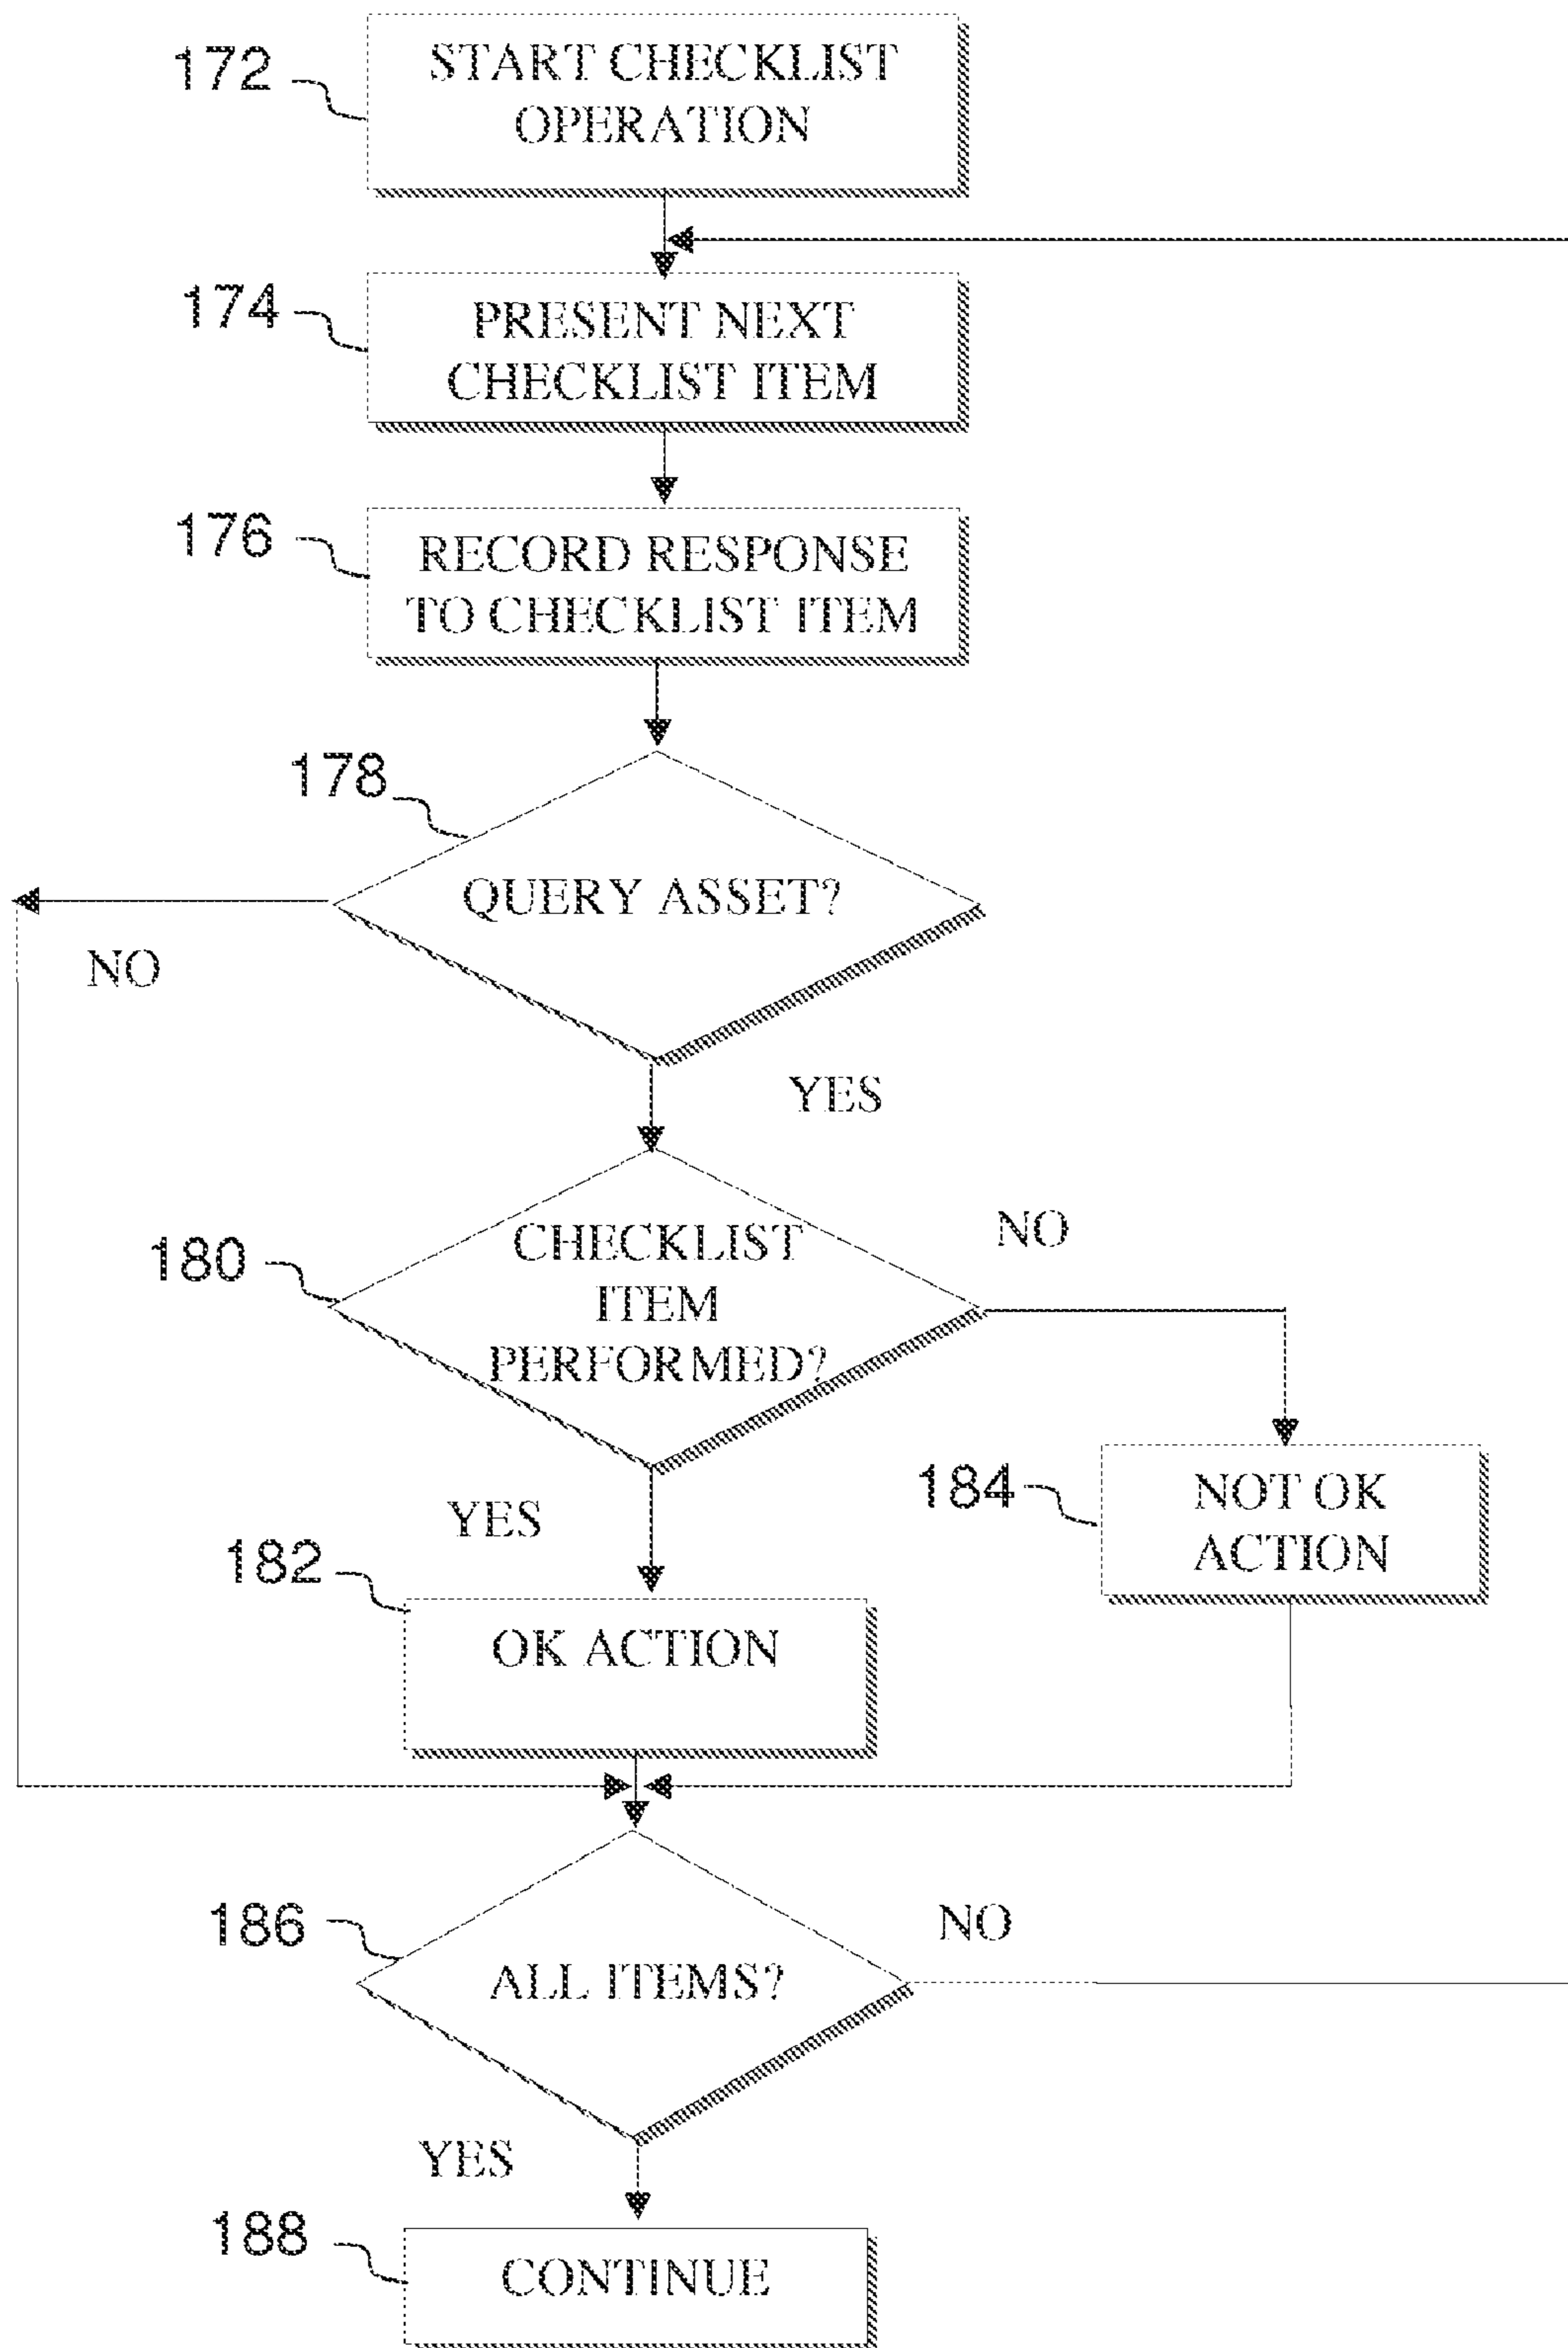 172
START CHECKLIST
OPERATION
174
PRESENT NEXT
CHECKLIST ITEM
176
RECORD RESPONSE
TO CHECKLIST ITEM
178
QUERY ASSET?
NO
YES
180
CHECKLIST
ITEM
PERFORMED?
NO
YES
184
NOT OK
ACTION
182
OK ACTION
186
ALL ITEMS?
NO
YES
188
CONTINUE